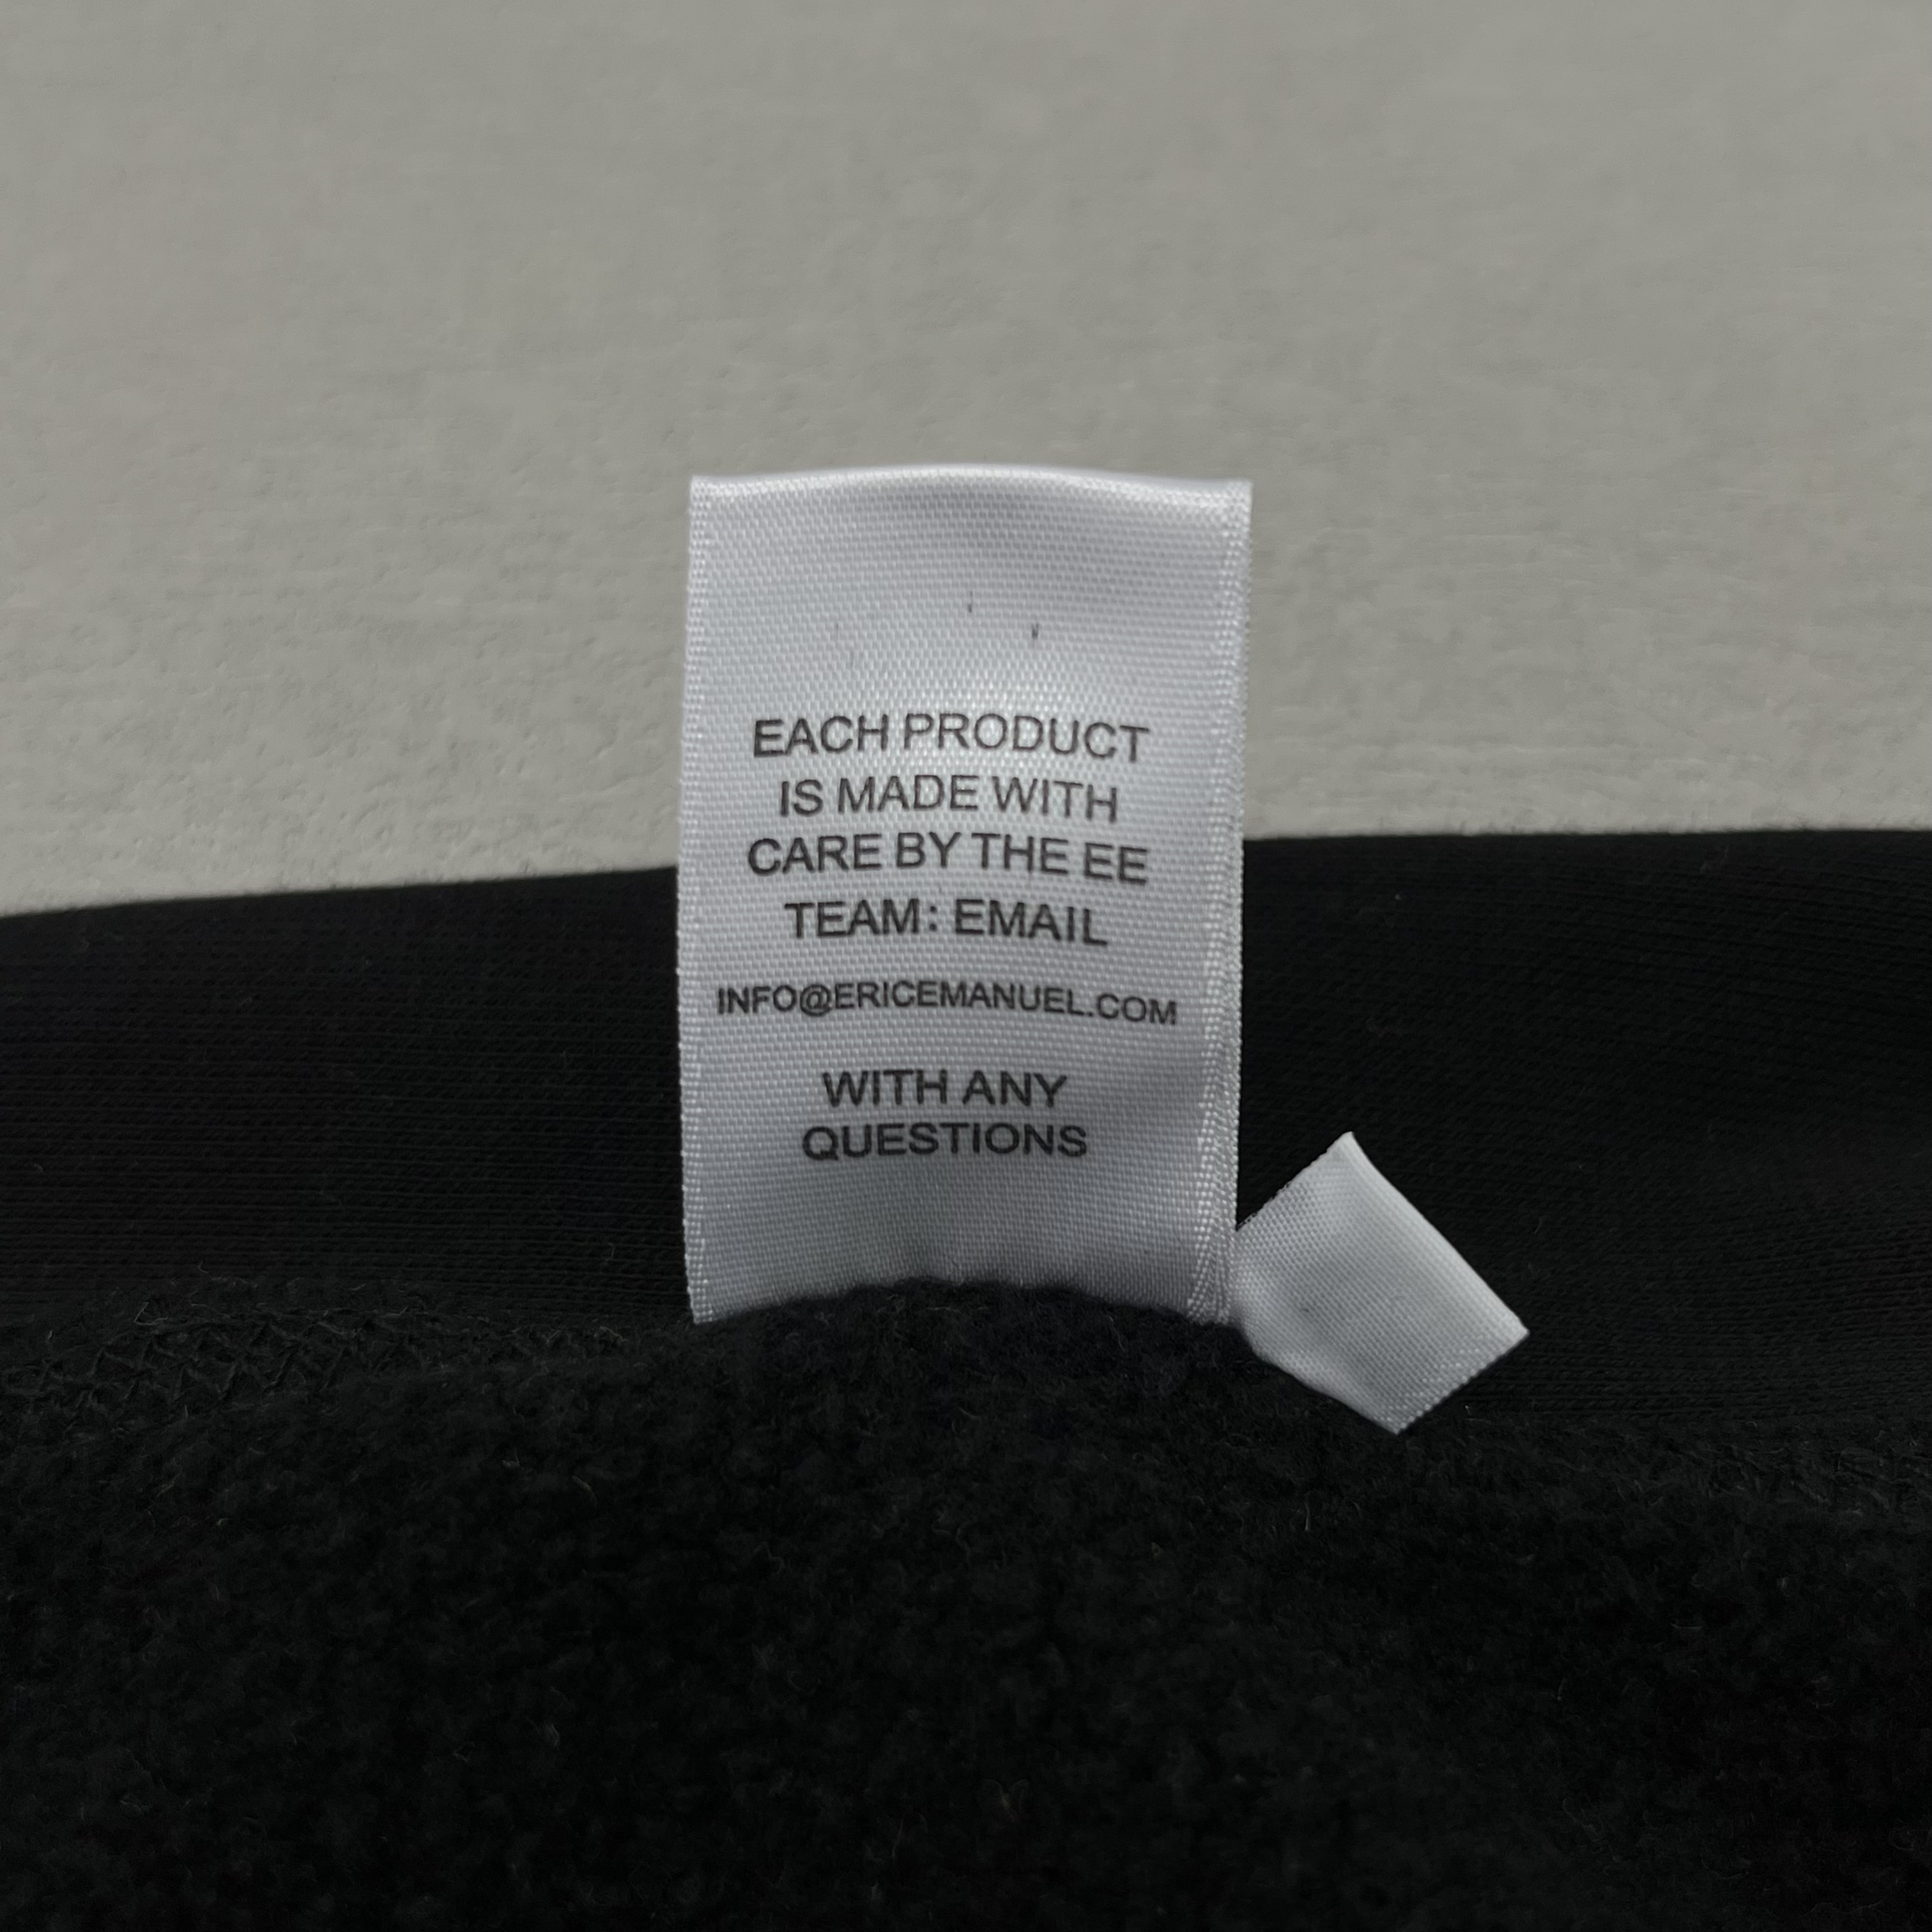 EACH PRODUCT
IS MADE WITH
CARE BY THE EE
TEAM: EMAIL
INFO@ERICEMANUEL.COM
WITH ANY
QUESTIONS